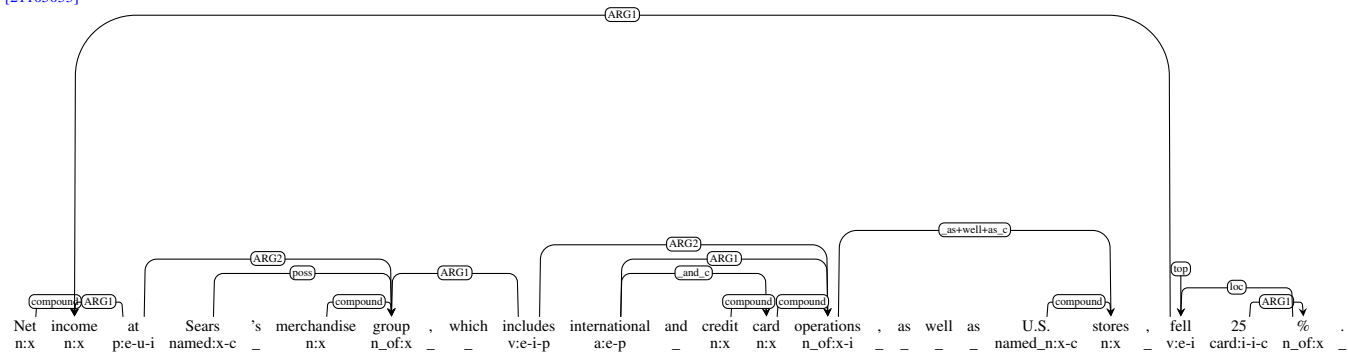 [21103033]
ARG1
_as+well+as_c
ARG2
ARG2 ARG1
poss ARG1 _and_c top
loc
compound ARG1 compound compound compound compound ARG1
Net income at Sears 's merchandise group , which includes international and credit card operations , as well as U.S. stores , fell 25 % .
n:x n:x p:e-u-i named:x-c _ n:x n_of:x _ _ v:e-i-p a:e-p _ n:x n:x n_of:x-i _ _ _ _ named_n:x-c n:x _ v:e-i card:i-i-c n_of:x _